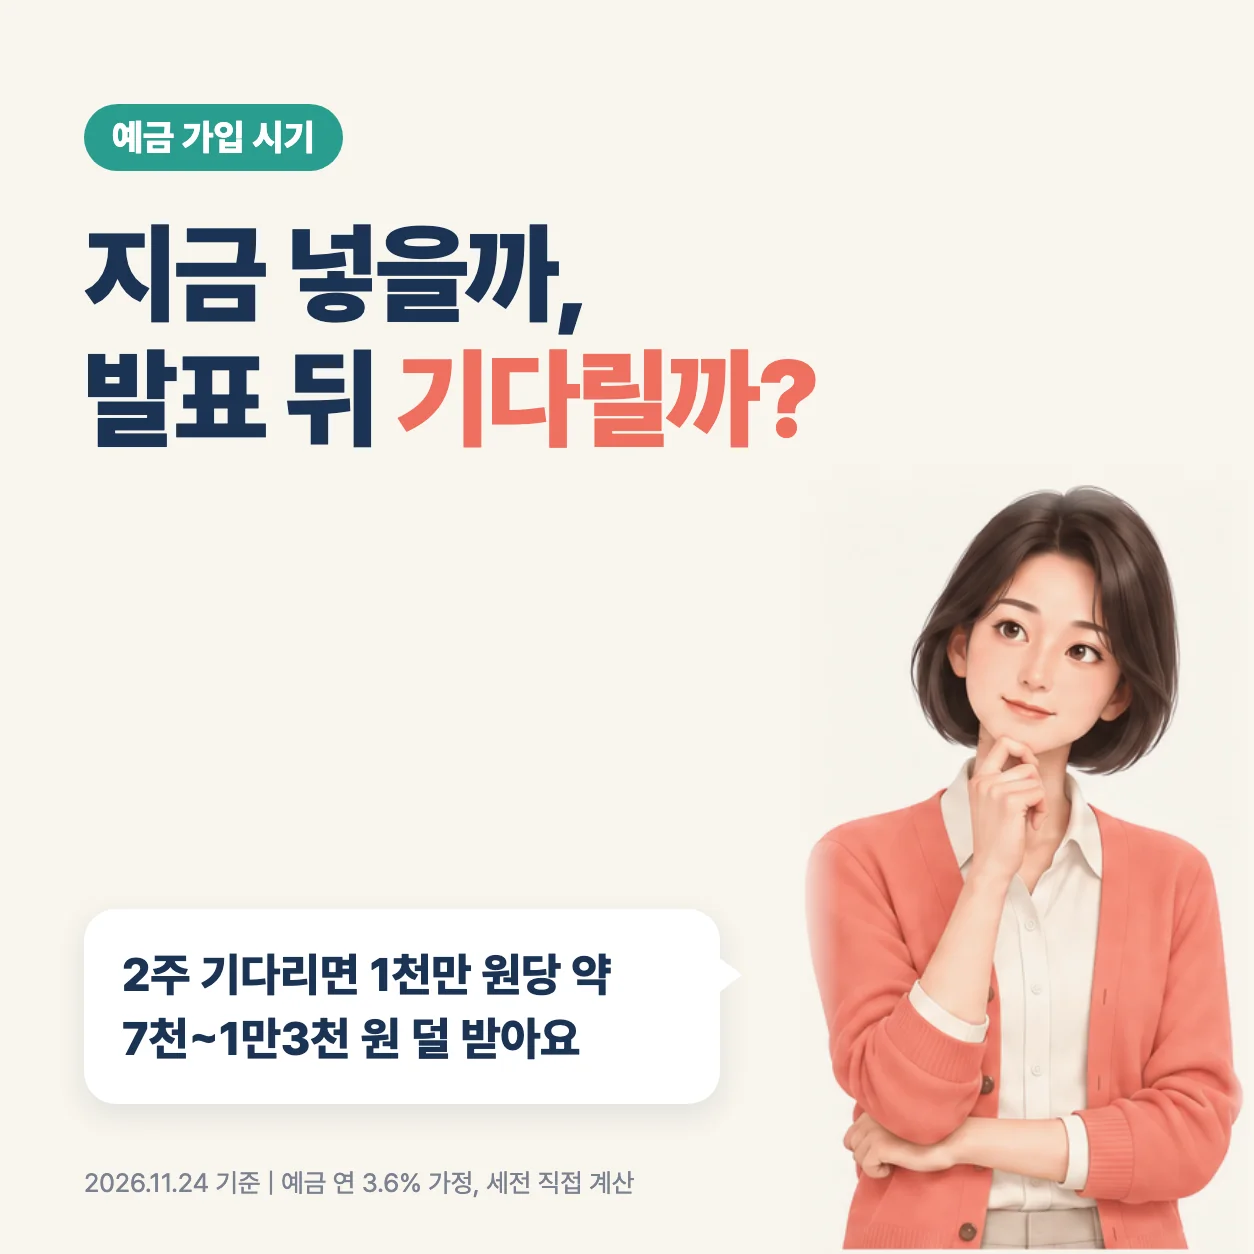 예금 가입 시기
지금 넣을까,
발표 뒤 기다릴까?
2주 기다리면 1천만 원당 약
7천~1만3천 원 덜 받아요
2026.11.24 기준 | 예금 연 3.6% 가정, 세전 직접 계산